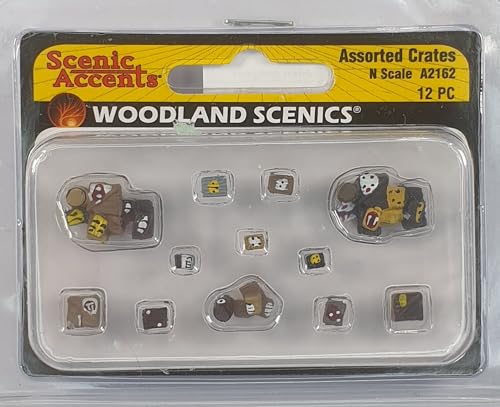 Scenic
Accents®
Assorted Crates
N Scale A2162
12 PC
WOODLAND SCENICS®